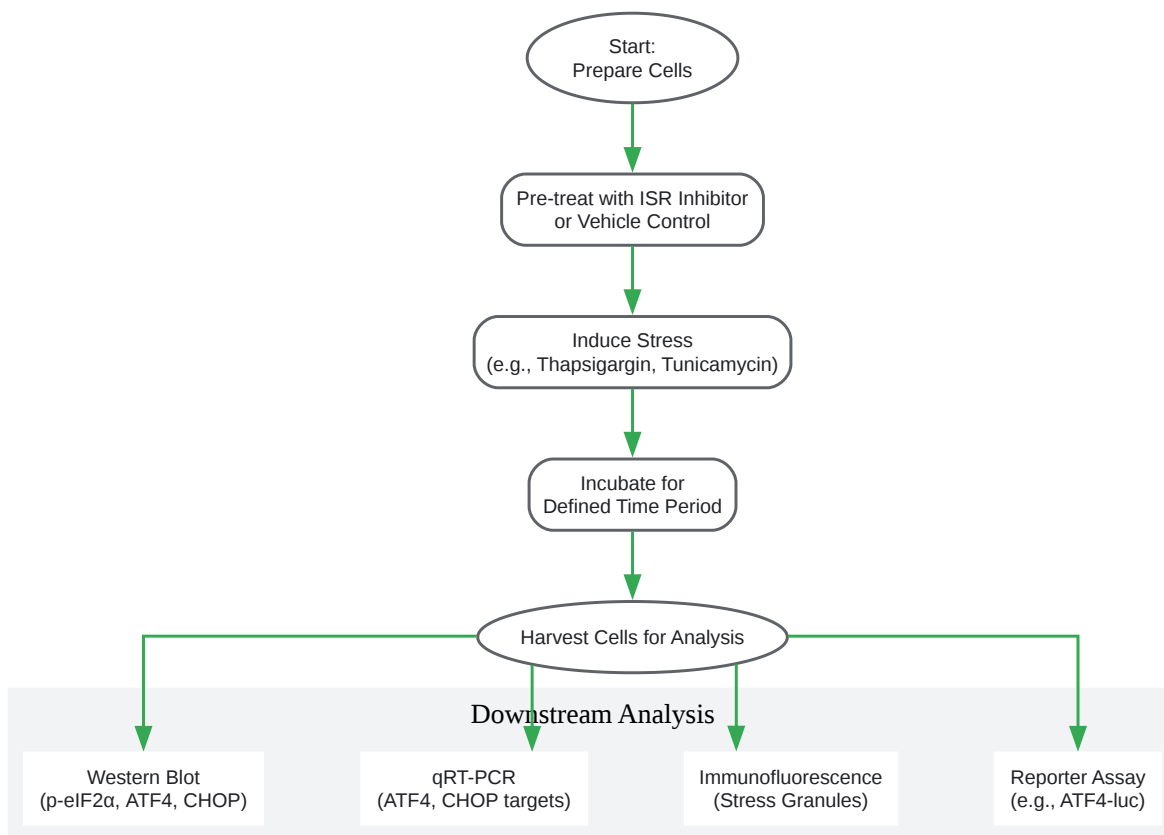 Start:
Prepare Cells
Pre-treat with ISR Inhibitor
or Vehicle Control
Induce Stress
(e.g., Thapsigargin, Tunicamycin)
Incubate for
Defined Time Period
Harvest Cells for Analysis
Downstream Analysis
Western Blot
(p-eIF2α, ATF4, CHOP)
qRT-PCR
(ATF4, CHOP targets)
Immunofluorescence
(Stress Granules)
Reporter Assay
(e.g., ATF4-luc)